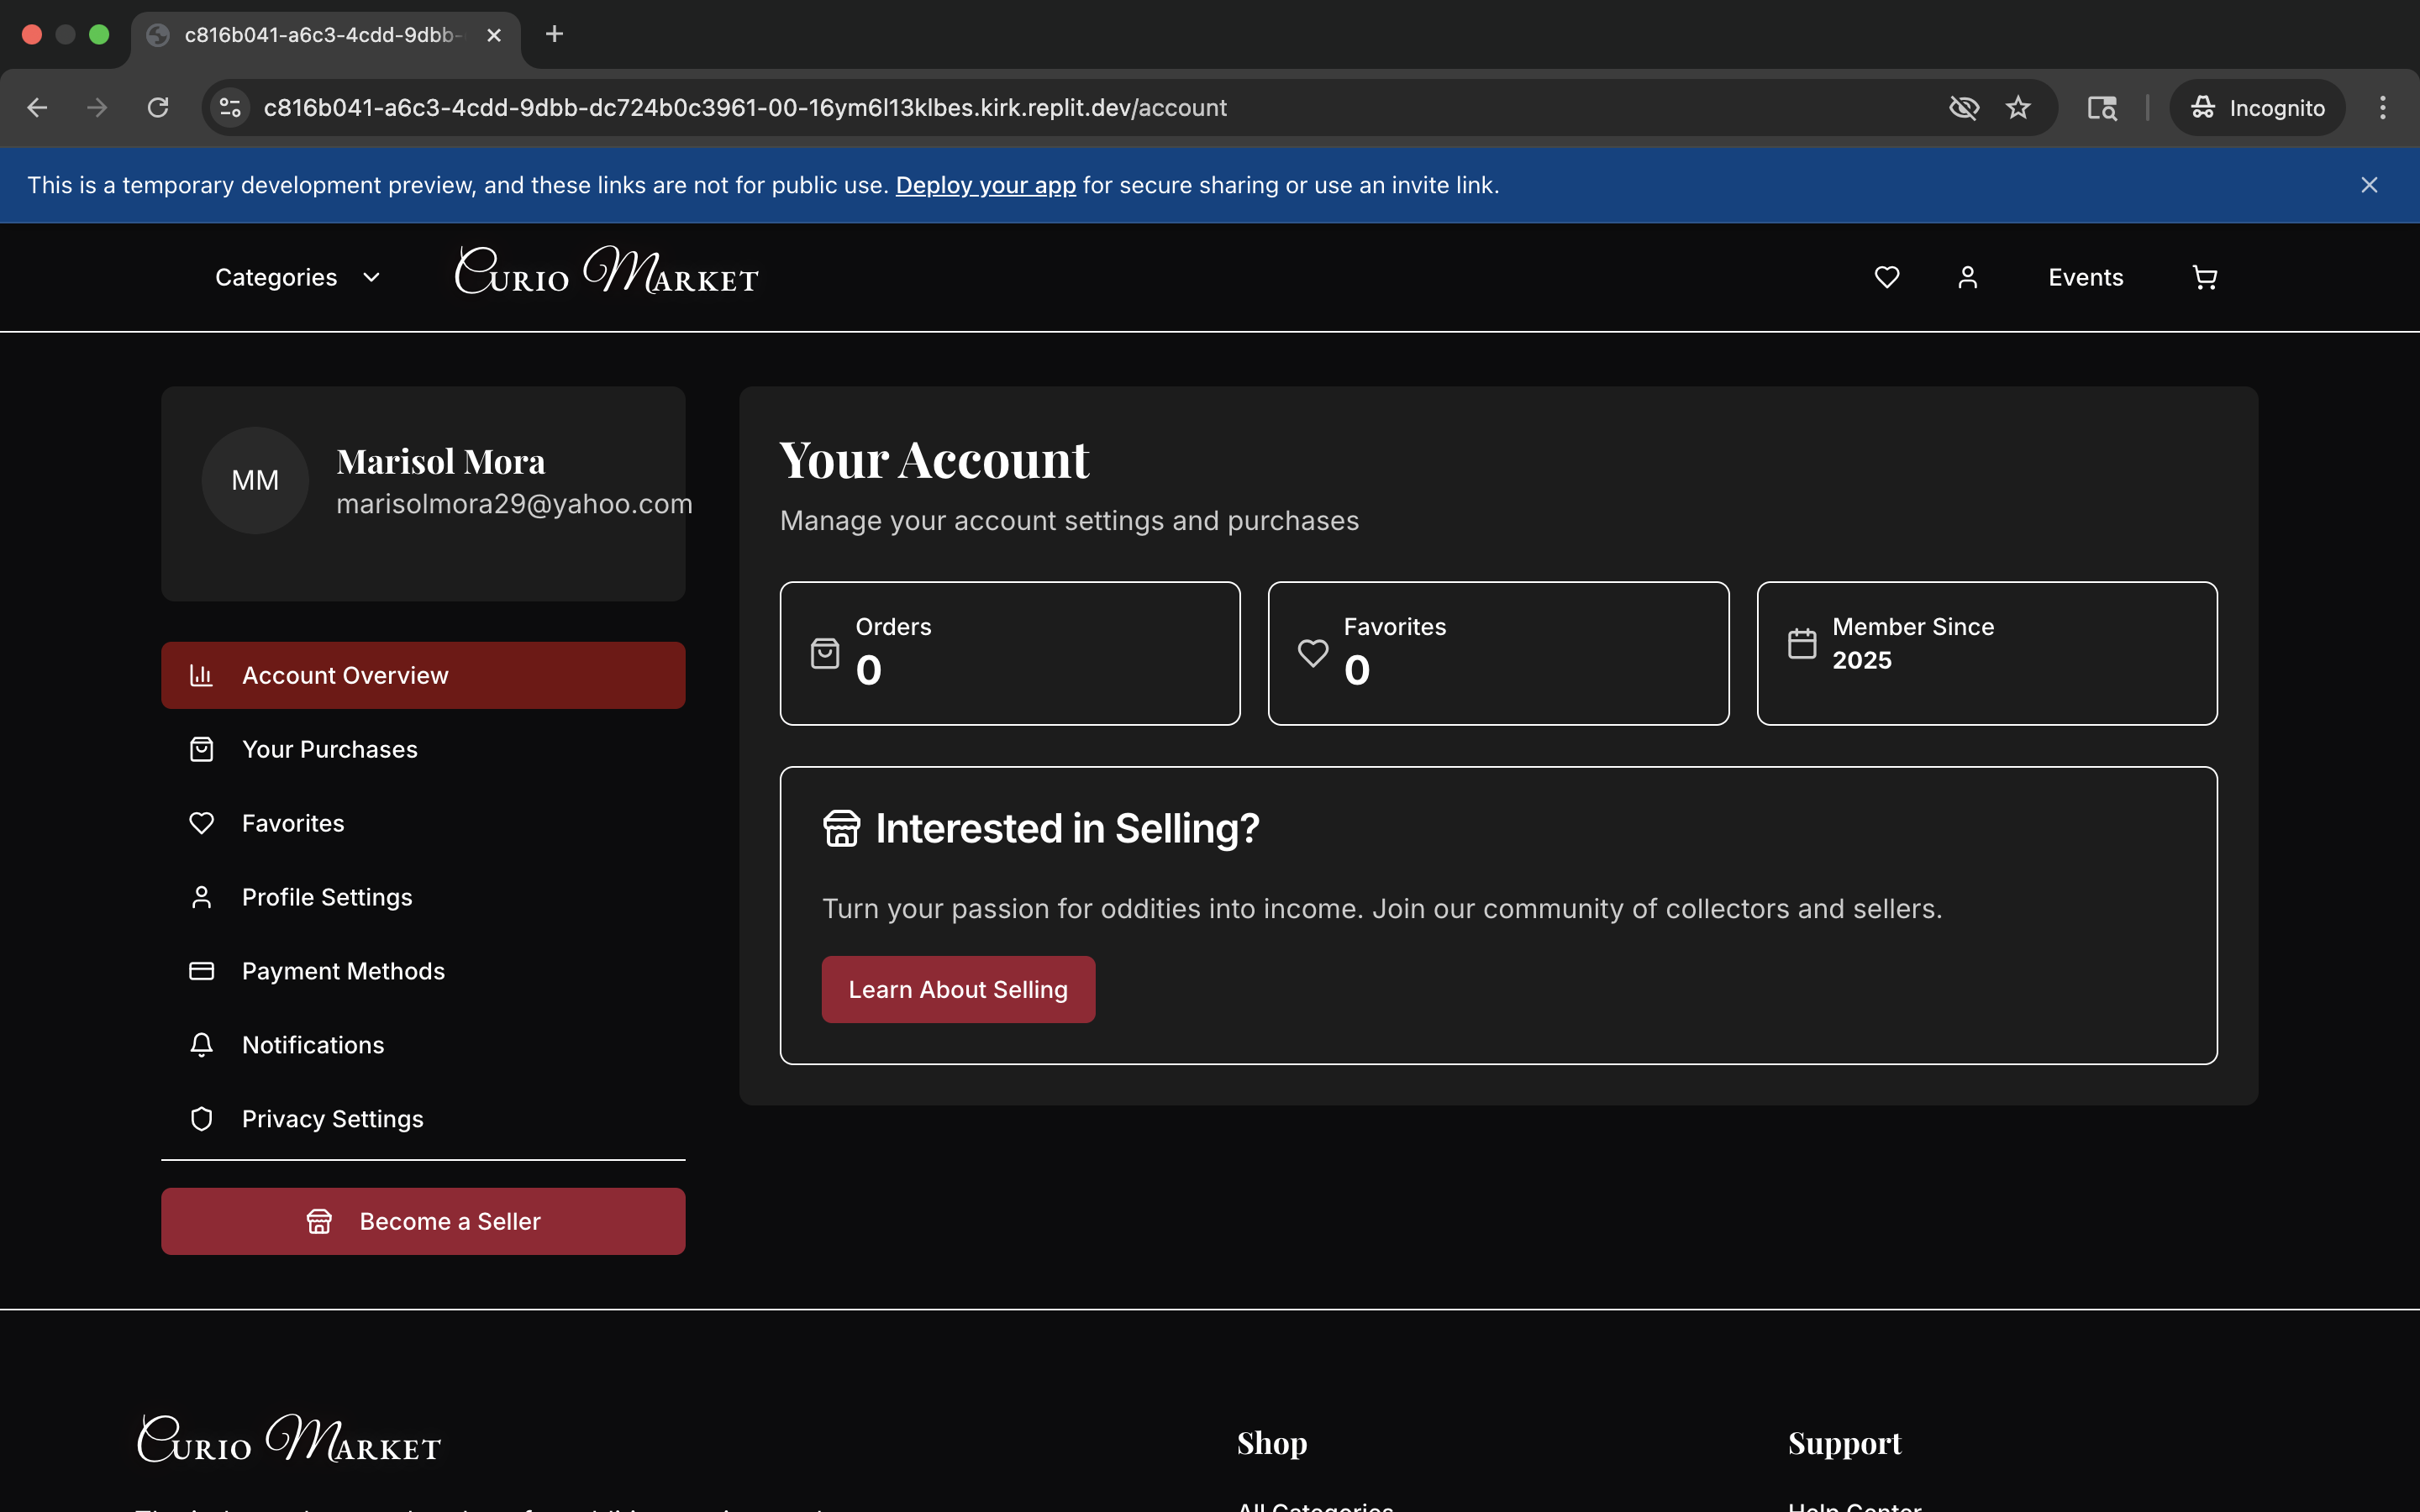 c816b041-a6c3-4cdd-9dbb-
c816b041-a6c3-4cdd-9dbb-dc724b0c3961-00-16ym6l13klbes.kirk.replit.dev/account
Incognito
This is a temporary development preview, and these links are not for public use. Deploy your app for secure sharing or use an invite link.
Categories
Curio Market
Events
MM
Marisol Mora
marisolmora29@yahoo.com
Account Overview
Your Purchases
Favorites
Profile Settings
Payment Methods
Notifications
Privacy Settings
Become a Seller
Your Account
Manage your account settings and purchases
Orders
0
Favorites
0
Member Since
2025
Interested in Selling?
Turn your passion for oddities into income. Join our community of collectors and sellers.
Learn About Selling
Curio Market
Shop
All Categories
Support
Help Center